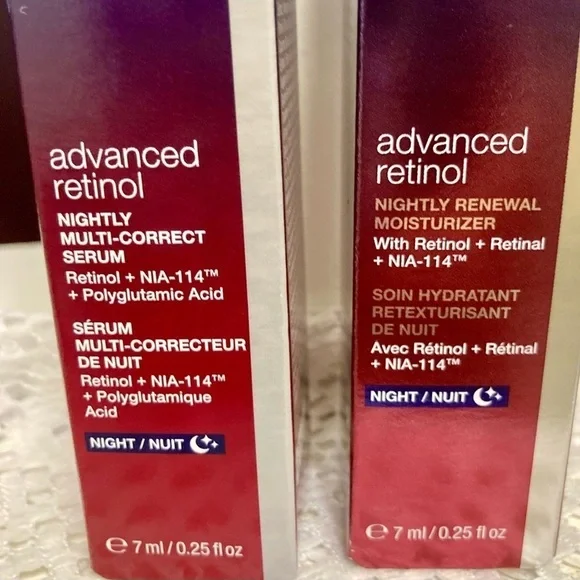 advanced
retinol
NIGHTLY
MULTI-CORRECT
SERUM
Retinol + NIA-114™
+ Polyglutamic Acid
SÉRUM
MULTI-CORRECTEUR
DE NUIT
Retinol + NIA-114™
+ Polyglutamique
Acid
NIGHT / NUIT
e 7 ml / 0.25 fl oz
advanced
retinol
NIGHTLY RENEWAL
MOISTURIZER
With Retinol + Retinal
+ NIA-114™
SOIN HYDRATANT
RETEXTURISANT
DE NUIT
Avec Rétinol + Rétinal
+ NIA-114™
NIGHT / NUIT
e 7 ml / 0.25 fl oz